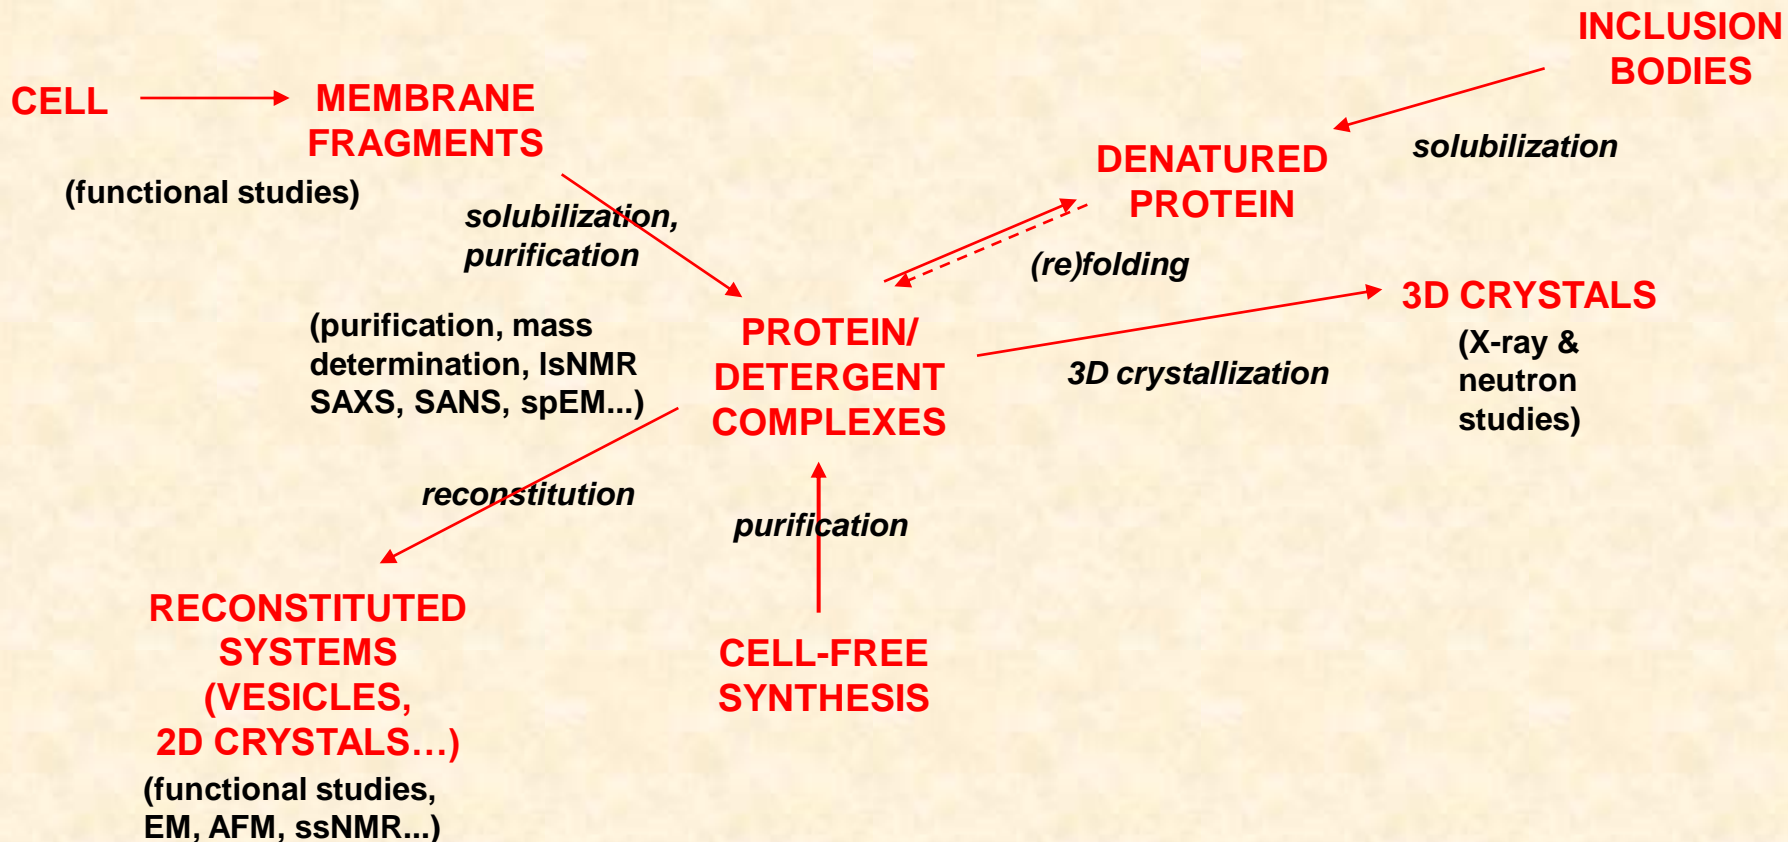 INCLUSION
BODIES
CELL
MEMBRANE
FRAGMENTS
(functional studies)
solubilization
DENATURED
PROTEIN
solubilization,
purification
(re)folding
3D CRYSTALS
(X-ray &
neutron
studies)
(purification, mass
determination, lsNMR
SAXS, SANS, spEM...)
PROTEIN/
DETERGENT
COMPLEXES
3D crystallization
reconstitution
purification
RECONSTITUTED
SYSTEMS
(VESICLES,
2D CRYSTALS…)
(functional studies,
EM, AFM, ssNMR...)
CELL-FREE
SYNTHESIS